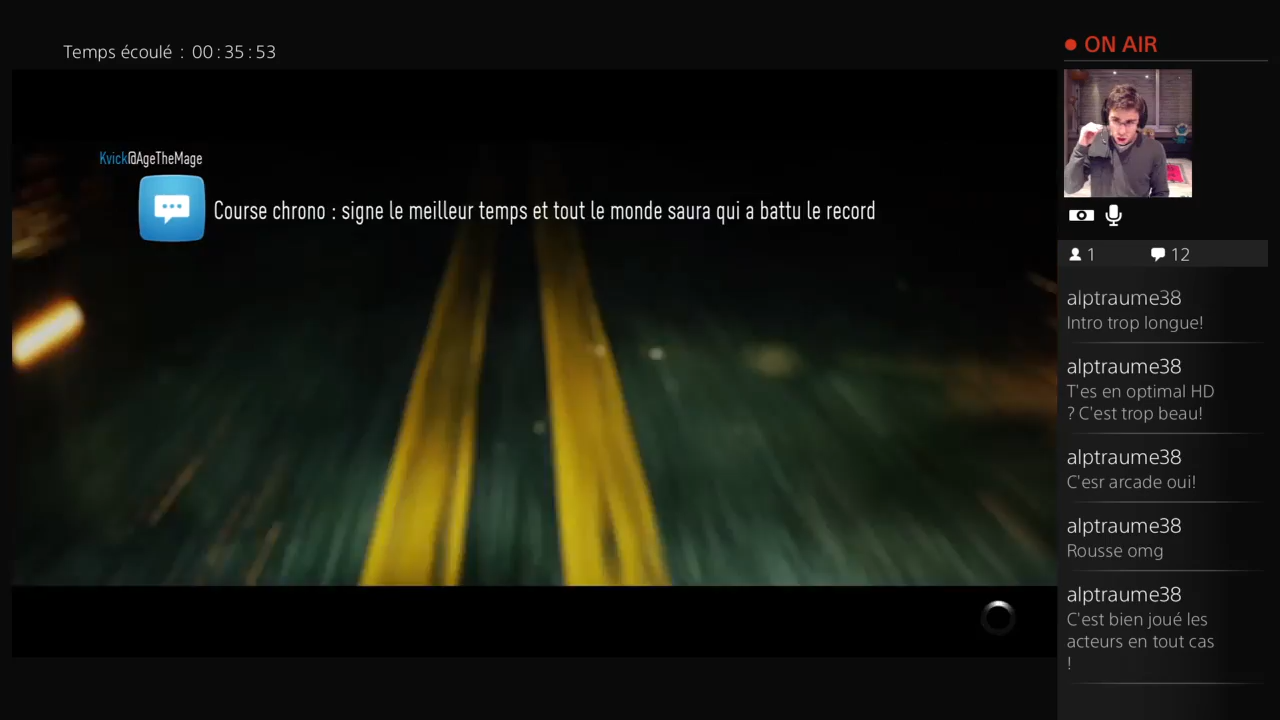 Temps écoulé : 00:35:53
ON AIR
Kvick@AgeTheMage
Course chrono : signe le meilleur temps et tout le monde saura qui a battu le record
1
12
alptraume38
Intro trop longue!
alptraume38
T'es en optimal HD
? C'est trop beau!
alptraume38
C'esr arcade oui!
alptraume38
Rousse omg
alptraume38
C'est bien joué les
acteurs en tout cas
!